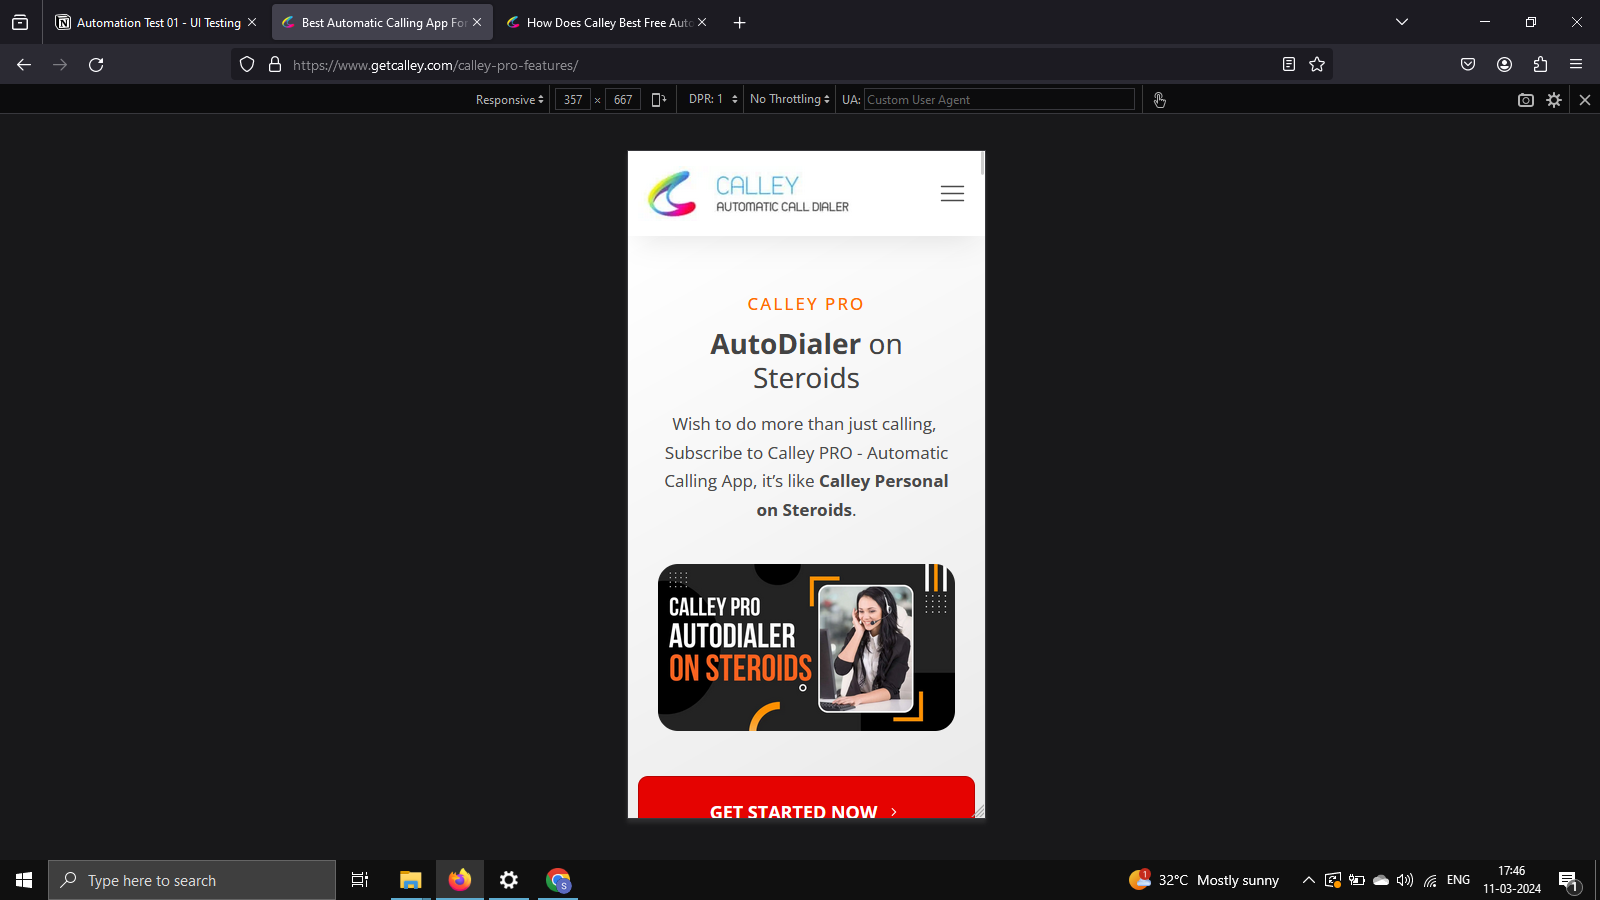 Automation Test 01 - UI Testing
Best Automatic Calling App For
How Does Calley Best Free Auto
https://www.getcalley.com/calley-pro-features/
Responsive
357 × 667
DPR: 1
No Throttling
UA: Custom User Agent
CALLEY
AUTOMATIC CALL DIALER
CALLEY PRO
AutoDialer on
Steroids
Wish to do more than just calling,
Subscribe to Calley PRO - Automatic
Calling App, it’s like Calley Personal
on Steroids.
CALLEY PRO
AUTODIALER
ON STEROIDS
GET STARTED NOW
Type here to search
S
1
32°C Mostly sunny
ENG
17:46
11-03-2024
1